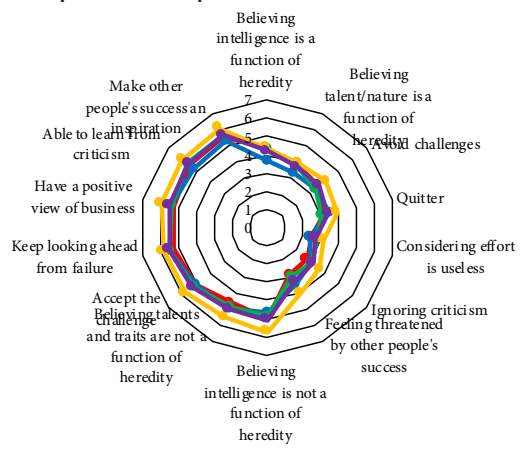 Believing
intelligence is a
function of
heredity
Believing
talent/nature is a
function of
heredity
Avoid challenges
Quitter
Considering effort
is useless
Ignoring criticism
Feeling threatened
by other people's
success
Believing
intelligence is not a
function of
heredity
Believing talents
and traits are not a
function of
heredity
Accept the
challenge
Keep looking ahead
from failure
Have a positive
view of business
Able to learn from
criticism
Make other
people's success an
inspiration
7
6
5
4
3
2
1
0